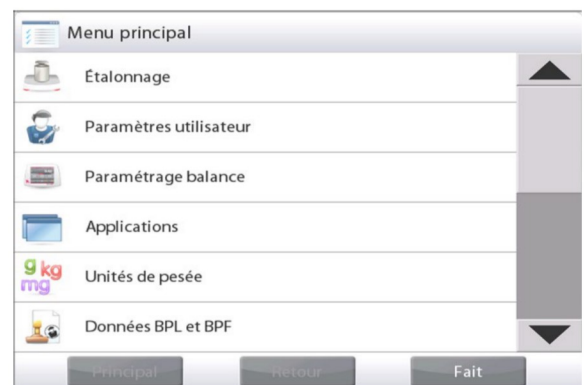 Menu principal
Étalonnage
Paramètres utilisateur
Paramétrage balance
Applications
g kg
mg
Unités de pesée
Données BPL et BPF
Principal Retour Fait